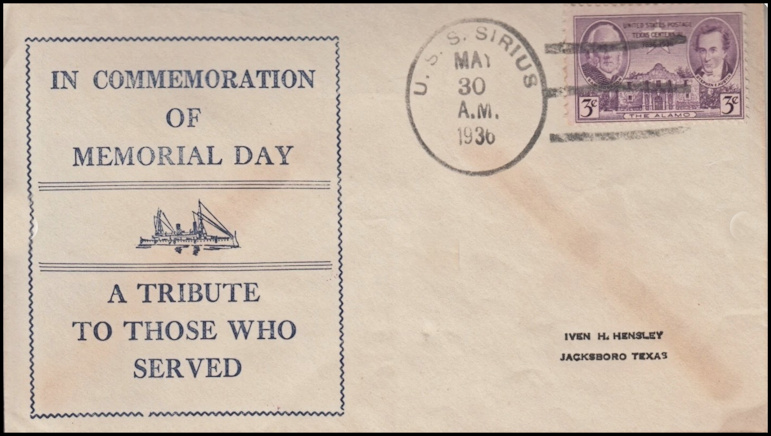 IN COMMEMORATION
OF
MEMORIAL DAY
A TRIBUTE
TO THOSE WHO
SERVED
U. S. S. SIRIUS
MAY
30
A.M.
1936
UNITED STATES POSTAGE
TEXAS CENTENNIAL
3c
3c
THE ALAMO
IVEN H. HENSLEY
JACKSBORO TEXAS